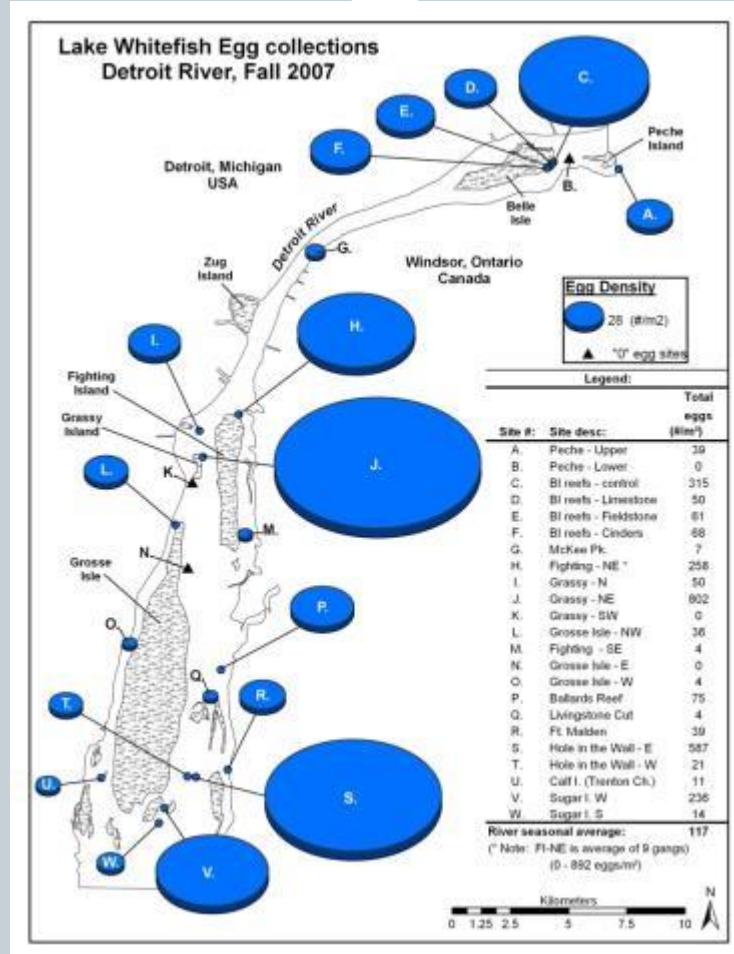 Lake Whitefish Egg collections
Detroit River, Fall 2007
C.
D.
E.
F.
Peche
Island
Detroit, Michigan
USA
B.
Belle
Isle
A.
Detroit River
G.
Windsor, Ontario
Canada
Zug
Island
Egg Density
28 (#/m2)
"0" egg sites
H.
I.
Fighting
Island
Grassy
Island
J.
K.
L.
M.
N.
Grosse
Isle
O.
P.
Q.
R.
T.
S.
U.
V.
W.
Legend:
Total
eggs
Site #: Site desc: (#/m²)
A. Peche - Upper 39
B. Peche - Lower 0
C. BI reefs - control 315
D. BI reefs - Limestone 50
E. BI reefs - Fieldstone 61
F. BI reefs - Cinders 68
G. McKee Pk. 7
H. Fighting - NE * 258
I. Grassy - N 50
J. Grassy - NE 802
K. Grassy - SW 0
L. Grosse Isle - NW 36
M. Fighting - SE 4
N. Grosse Isle - E 0
O. Grosse Isle - W 4
P. Ballards Reef 75
Q. Livingstone Cut 4
R. Ft. Malden 39
S. Hole in the Wall - E 587
T. Hole in the Wall - W 21
U. Calf I. (Trenton Ch.) 11
V. Sugar I. W 236
W. Sugar I. S 14
River seasonal average: 117
(* Note: FI-NE is average of 9 gangs)
(0 - 892 eggs/m²)
Kilometers
0 1.25 2.5 5 7.5 10
N